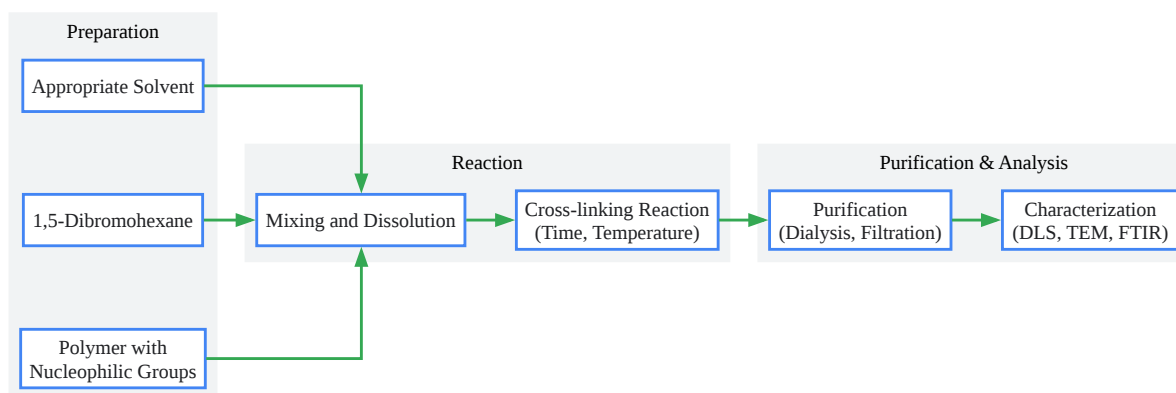 Preparation
Appropriate Solvent
1,5-Dibromohexane
Polymer with
Nucleophilic Groups
Reaction
Mixing and Dissolution
Cross-linking Reaction
(Time, Temperature)
Purification & Analysis
Purification
(Dialysis, Filtration)
Characterization
(DLS, TEM, FTIR)